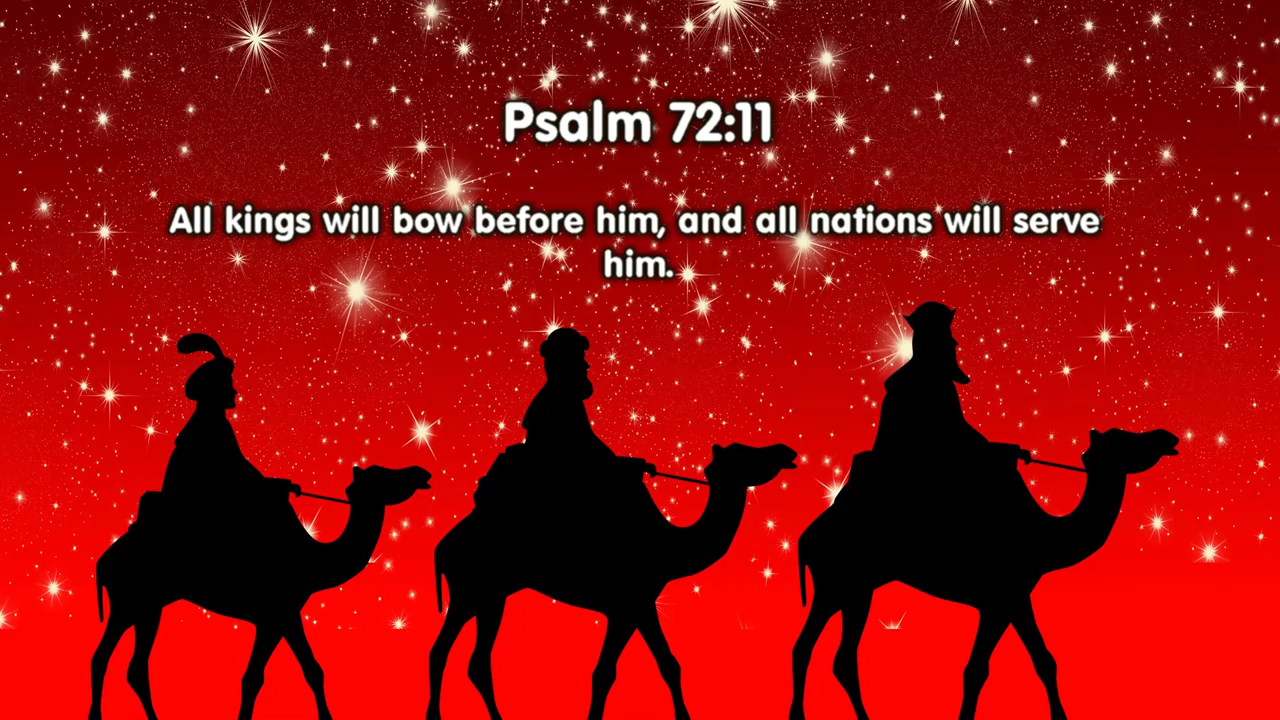 Psalm 72:11
All kings will bow before him, and all nations will serve
him.